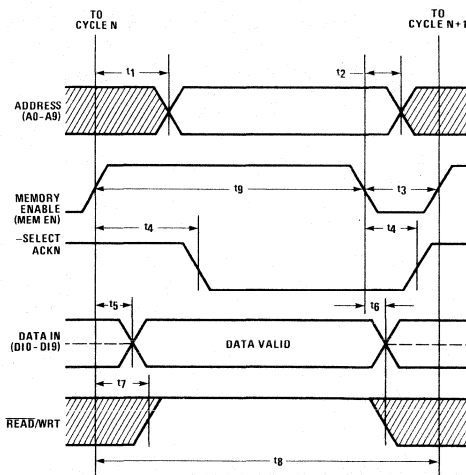 TO
CYCLE N
TO
CYCLE N+1
t1
t2
ADDRESS
(A0-A9)
t9
t3
MEMORY
ENABLE
(MEM EN)
t4
t4
-SELECT
ACKN
t5
t6
DATA IN
(DI0-DI9)
DATA VALID
t7
READ/WRT
t8